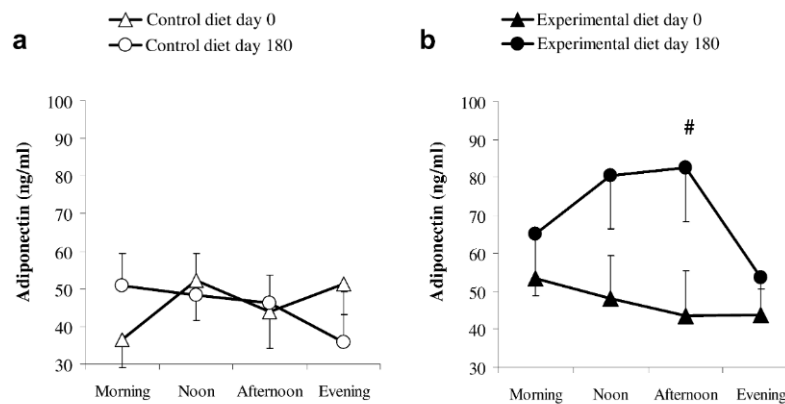 a
Control diet day 0
Control diet day 180
Adiponectin (ng/ml)
100
90
80
70
60
50
40
30
Morning Noon Afternoon Evening
b
Experimental diet day 0
Experimental diet day 180
Adiponectin (ng/ml)
100
90
80
70
60
50
40
30
#
Morning Noon Afternoon Evening